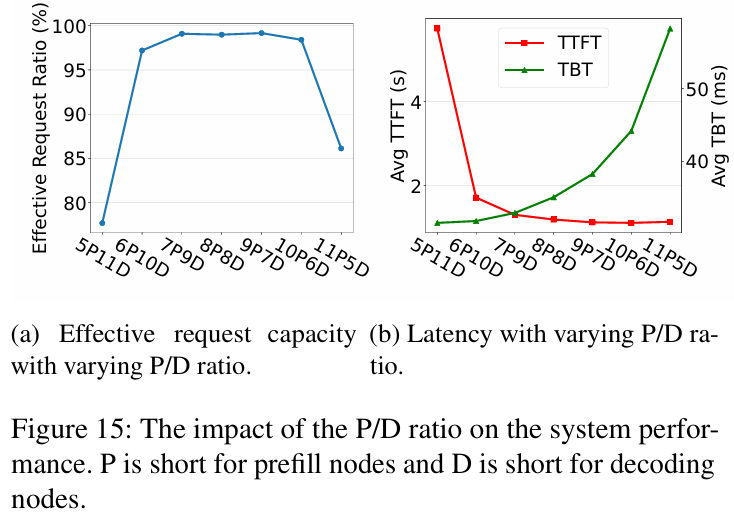 Effective Request Ratio (%)
100
95
90
85
80
5P11D
6P10D
7P9D
8P8D
9P7D
10P6D
11P5D
Avg TTFT (s)
4
2
TTFT
TBT
50
40
Avg TBT (ms)
5P11D
6P10D
7P9D
8P8D
9P7D
10P6D
11P5D
(a) Effective request capacity
with varying P/D ratio.
(b) Latency with varying P/D ra-
tio.
Figure 15: The impact of the P/D ratio on the system perfor-
mance. P is short for prefill nodes and D is short for decoding
nodes.